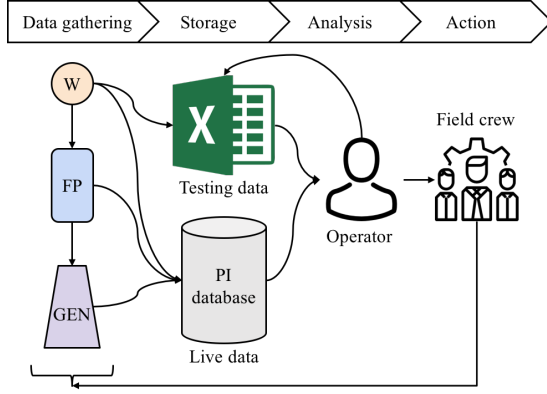 Data gathering
Storage
Analysis
Action
W
FP
GEN
X
Testing data
PI
database
Live data
Operator
Field crew